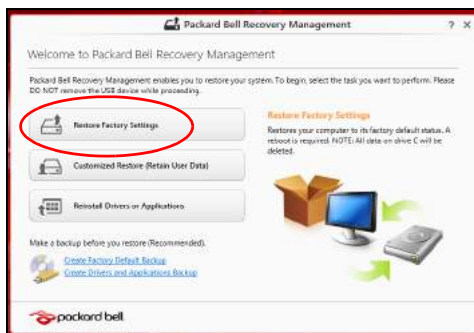 Packard Bell Recovery Management ? X
Welcome to Packard Bell Recovery Management
Packard Bell Recovery Management enables you to restore your system. To begin, select the task you want to perform. Please
DO NOT remove the USB device while proceeding.
Restore Factory Settings
Customized Restore (Retain User Data)
Reinstall Drivers or Applications
Restore Factory Settings
Restores your computer to its factory default status. A
reboot is required. NOTE: All data on drive C will be
deleted.
Make a backup before you restore (Recommended).
Create Factory Default Backup
Create Drivers and Applications Backup
packard bell